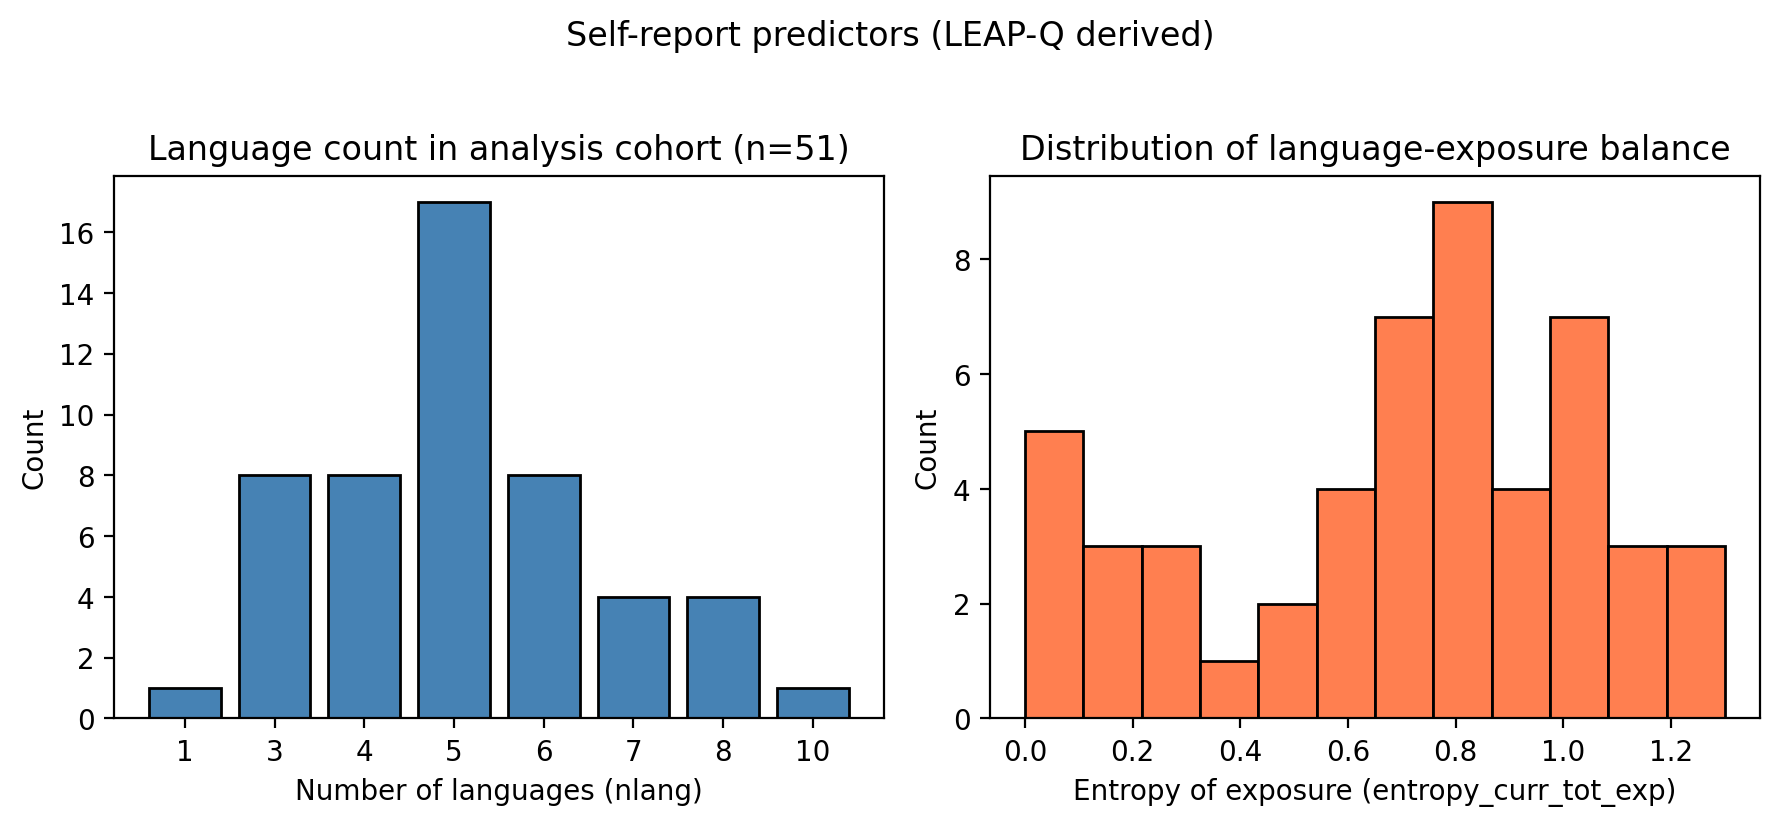 Self-report predictors (LEAP-Q derived)
Language count in analysis cohort (n=51)
Count
16
14
12
10
8
6
4
2
0
1 3 4 5 6 7 8 10
Number of languages (nlang)
Distribution of language-exposure balance
Count
8
6
4
2
0
0.0 0.2 0.4 0.6 0.8 1.0 1.2
Entropy of exposure (entropy_curr_tot_exp)